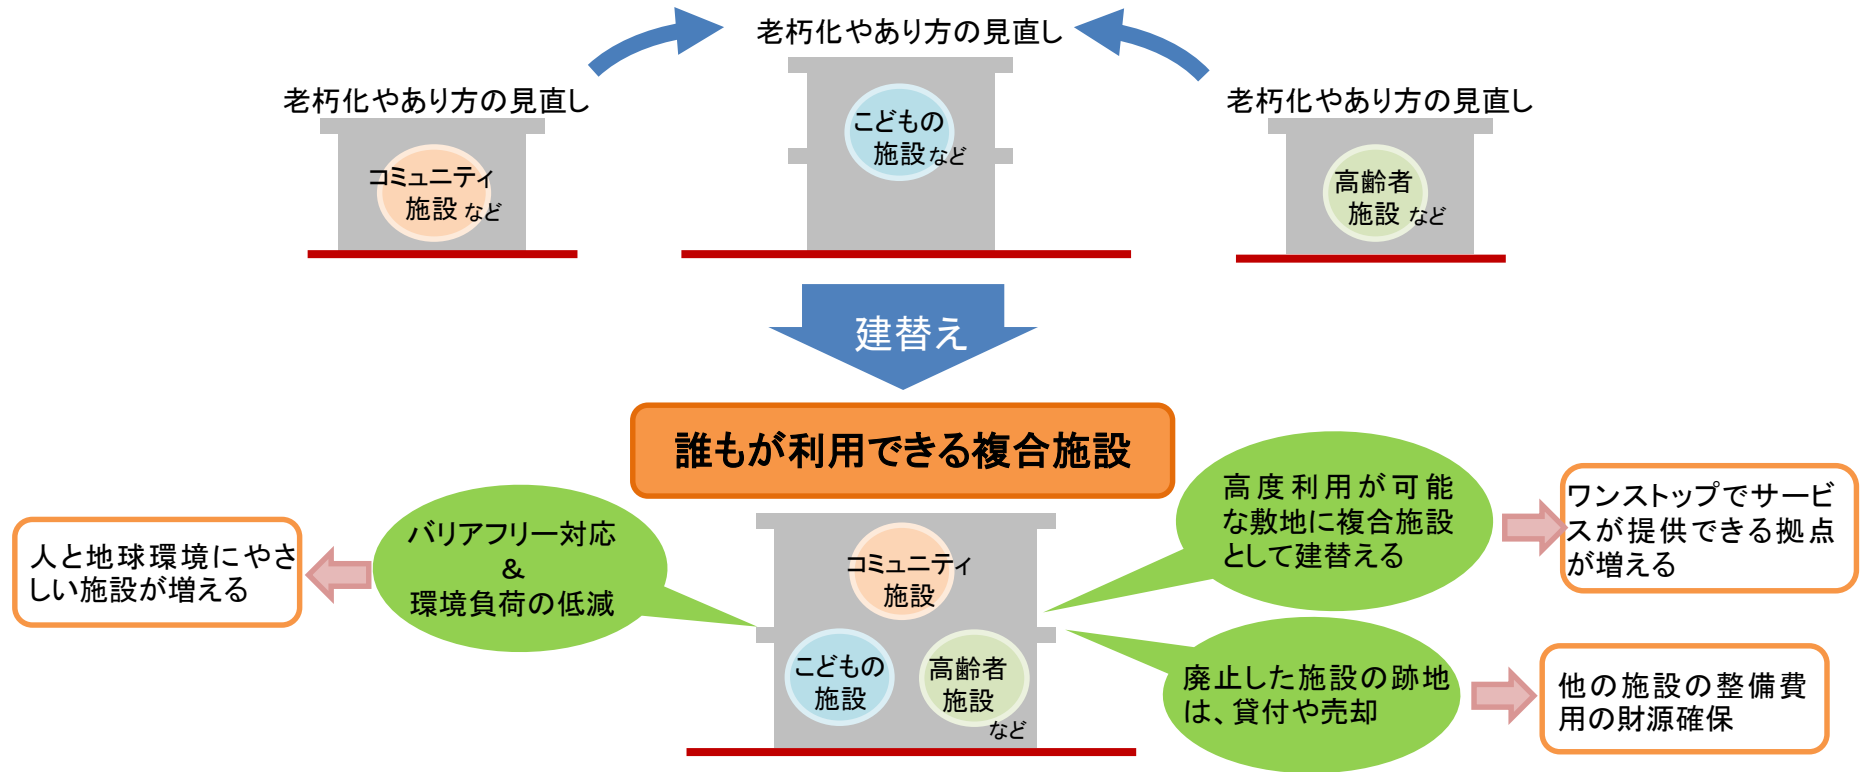 老朽化やあり方の見直し
老朽化やあり方の見直し
老朽化やあり方の見直し
こどもの
施設など
コミュニティ
施設など
高齢者
施設など
建替え
誰もが利用できる複合施設
高度利用が可能
な敷地に複合施設
として建替える
ワンストップでサービ
スが提供できる拠点
が増える
バリアフリー対応
&
環境負荷の低減
人と地球環境にやさ
しい施設が増える
コミュニティ
施設
こどもの
施設
高齢者
施設
など
廃止した施設の跡地
は、貸付や売却
他の施設の整備費
用の財源確保